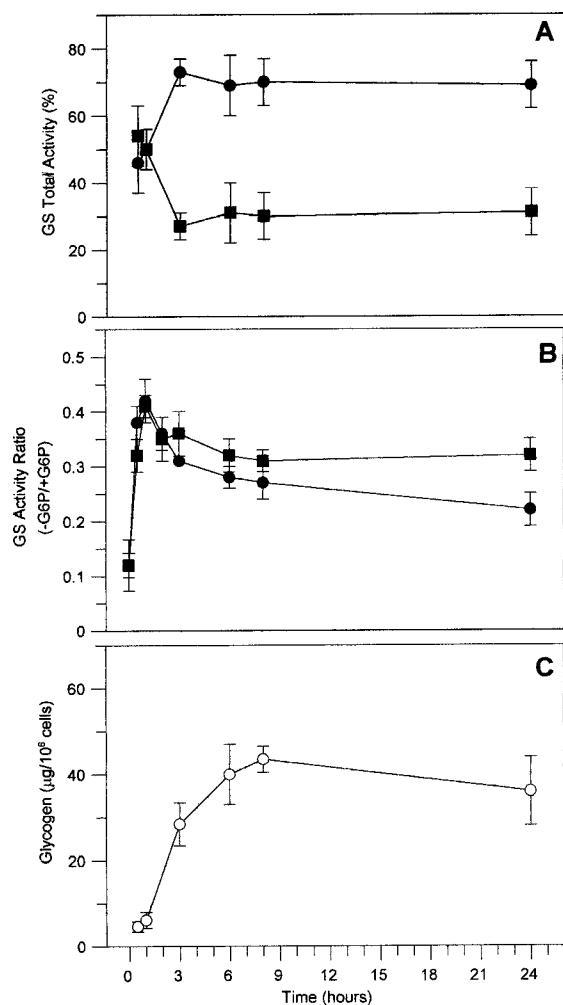 A
GS Total Activity (%)
80
60
40
20
0
B
GS Activity Ratio
(-G6P/+G6P)
0.5
0.4
0.3
0.2
0.1
0
C
Glycogen (µg/10⁶ cells)
60
40
20
0
0 3 6 9 12 15 18 21 24
Time (hours)